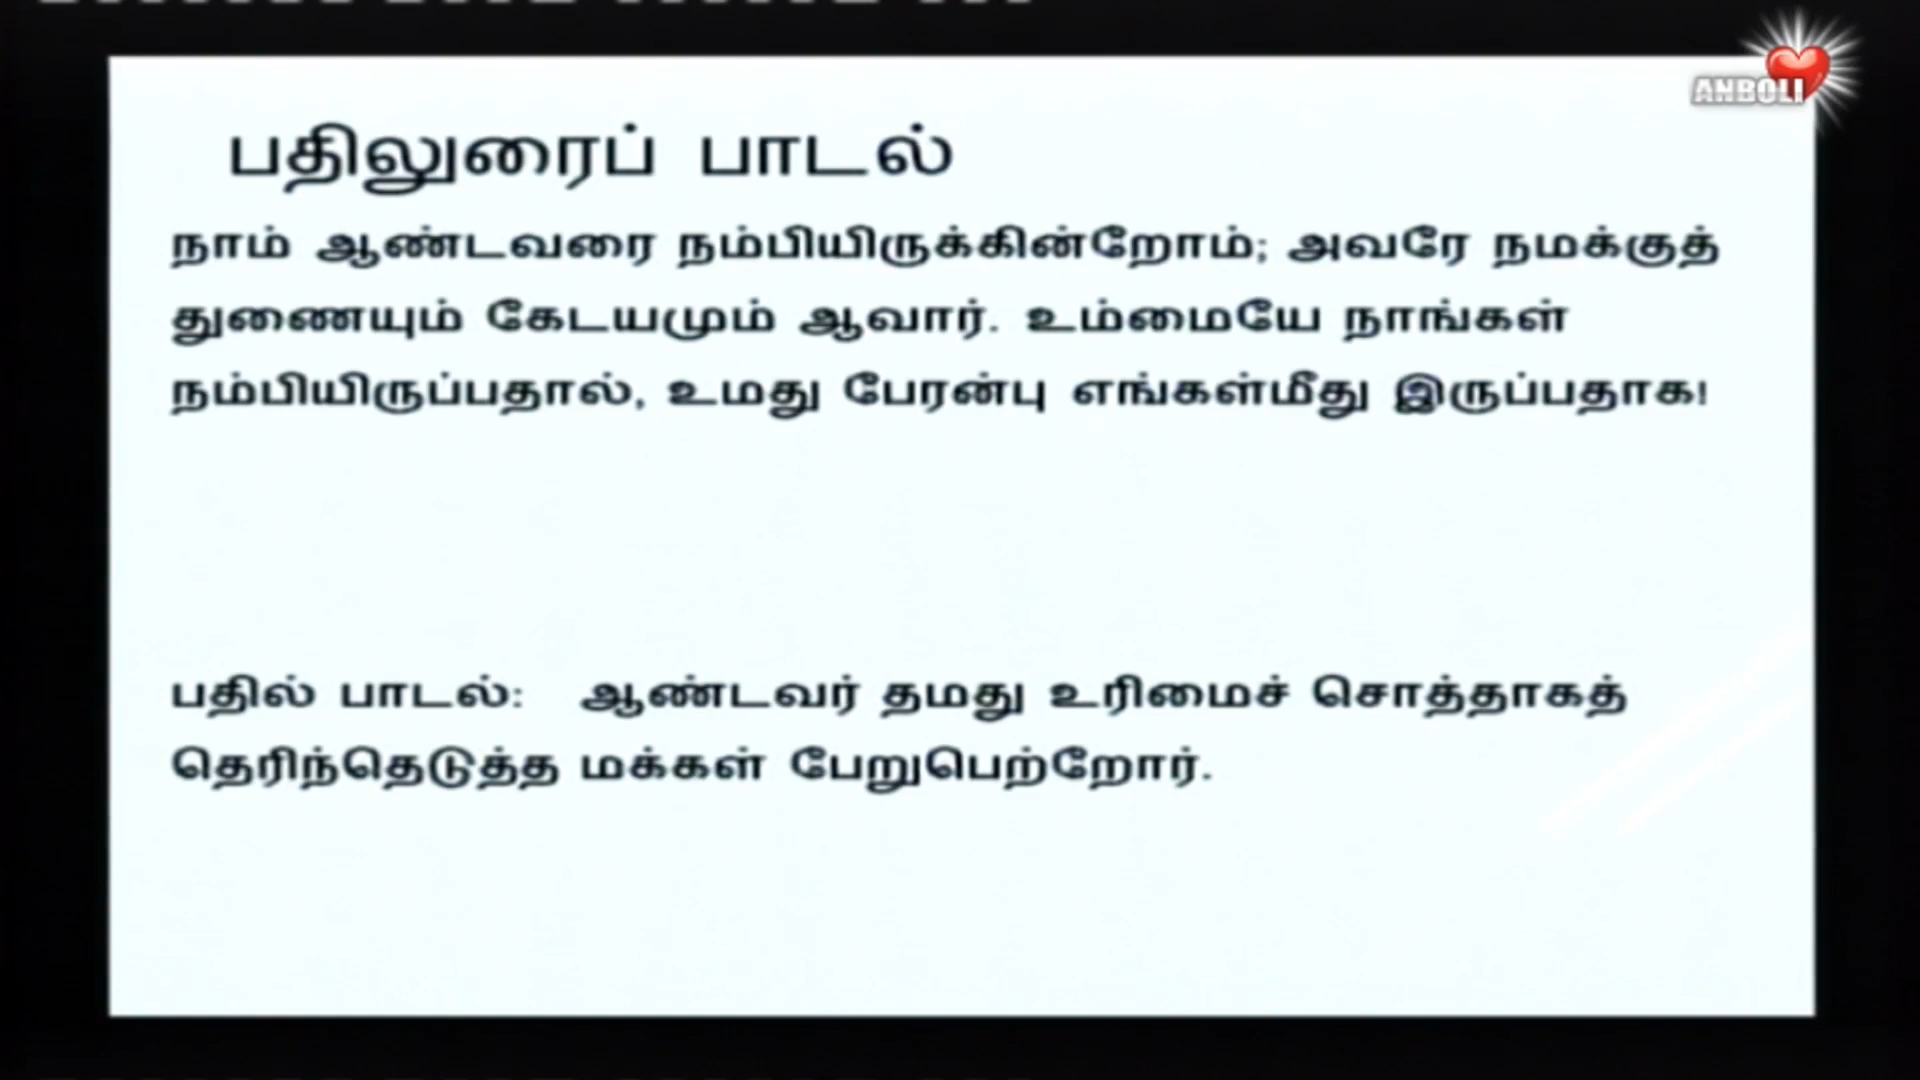 ANBOLI
பதிலுரைப் பாடல்
நாம் ஆண்டவரை நம்பியிருக்கின்றோம்; அவரே நமக்குத்
துணையும் கேடயமும் ஆவார். உம்மையே நாங்கள்
நம்பியிருப்பதால், உமது பேரன்பு எங்கள்மீது இருப்பதாக!
பதில் பாடல்: ஆண்டவர் தமது உரிமைச் சொத்தாகத்
தெரிந்தெடுத்த மக்கள் பேறுபெற்றோர்.